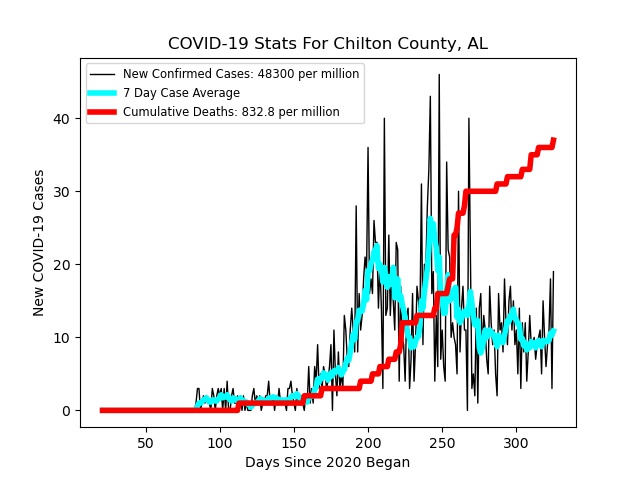 COVID-19 Stats For Chilton County, AL
New Confirmed Cases: 48300 per million
7 Day Case Average
Cumulative Deaths: 832.8 per million
New COVID-19 Cases
40
30
20
10
0
50 100 150 200 250 300
Days Since 2020 Began